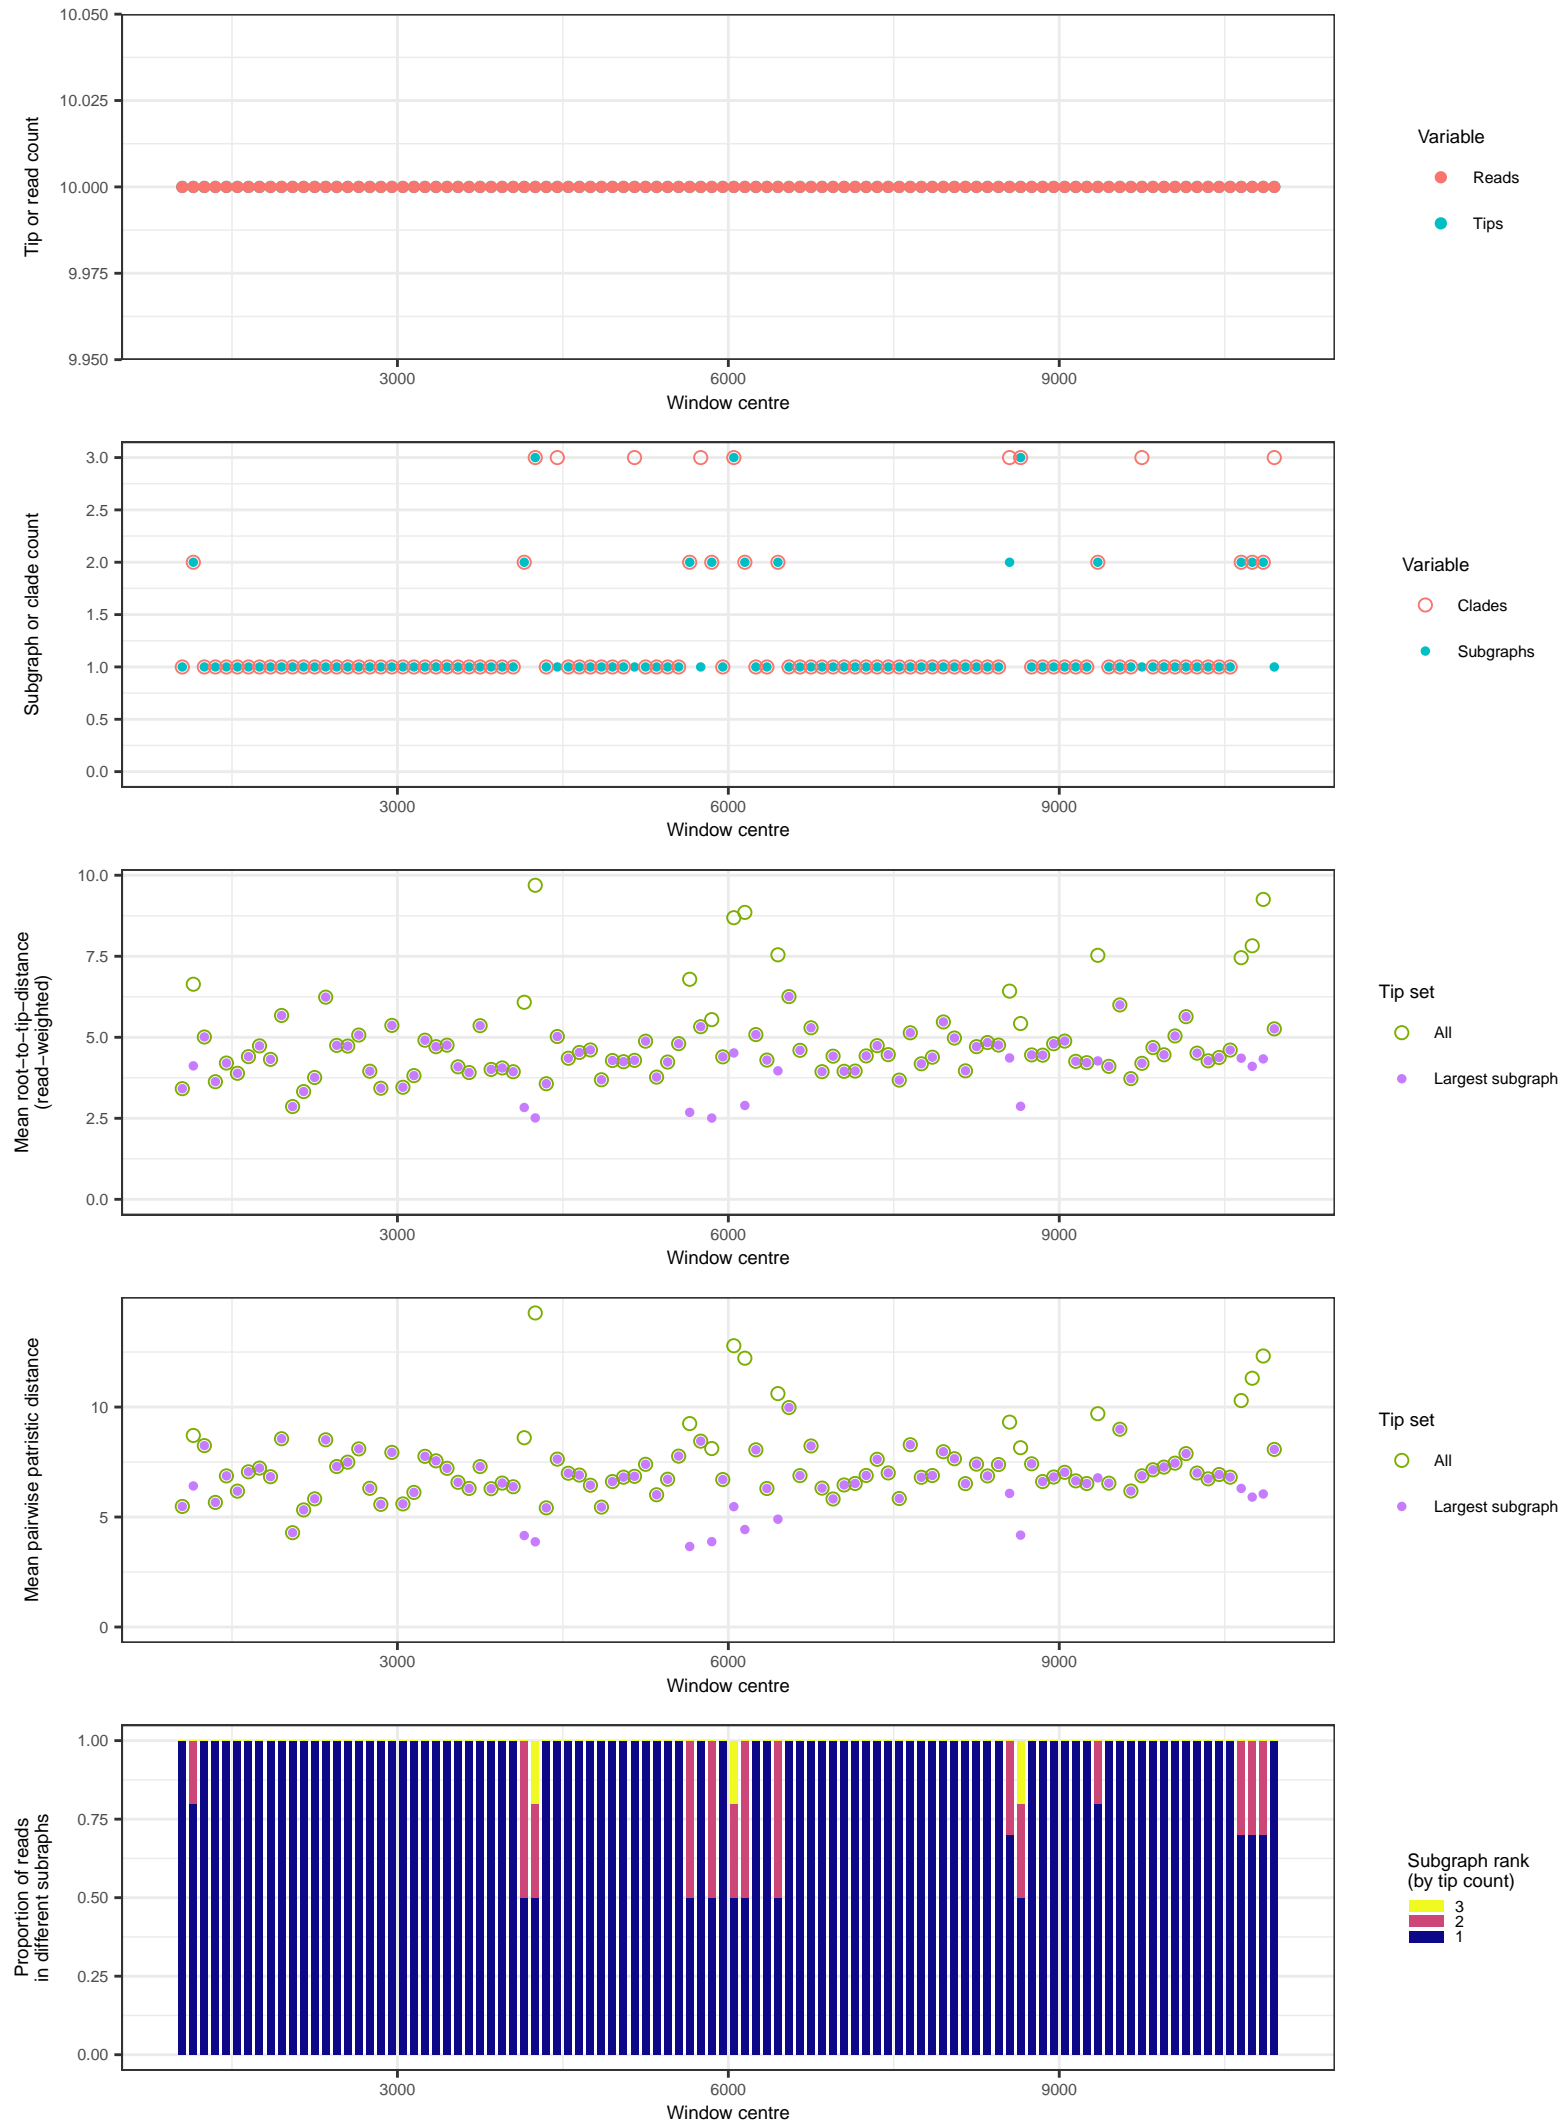 10.050
10.025
10.000
9.975
9.950
Tip or read count
3000 6000 9000
Window centre
Variable
Reads
Tips
3.0
2.5
2.0
1.5
1.0
0.5
0.0
Subgraph or clade count
3000 6000 9000
Window centre
Variable
Clades
Subgraphs
10.0
7.5
5.0
2.5
0.0
Mean root−to−tip−distance
(read−weighted)
3000 6000 9000
Window centre
Tip set
All
Largest subgraph
10
5
0
Mean pairwise patristic distance
3000 6000 9000
Window centre
Tip set
All
Largest subgraph
1.00
0.75
0.50
0.25
0.00
Proportion of reads
in different subraphs
3000 6000 9000
Window centre
Subgraph rank
(by tip count)
3
2
1